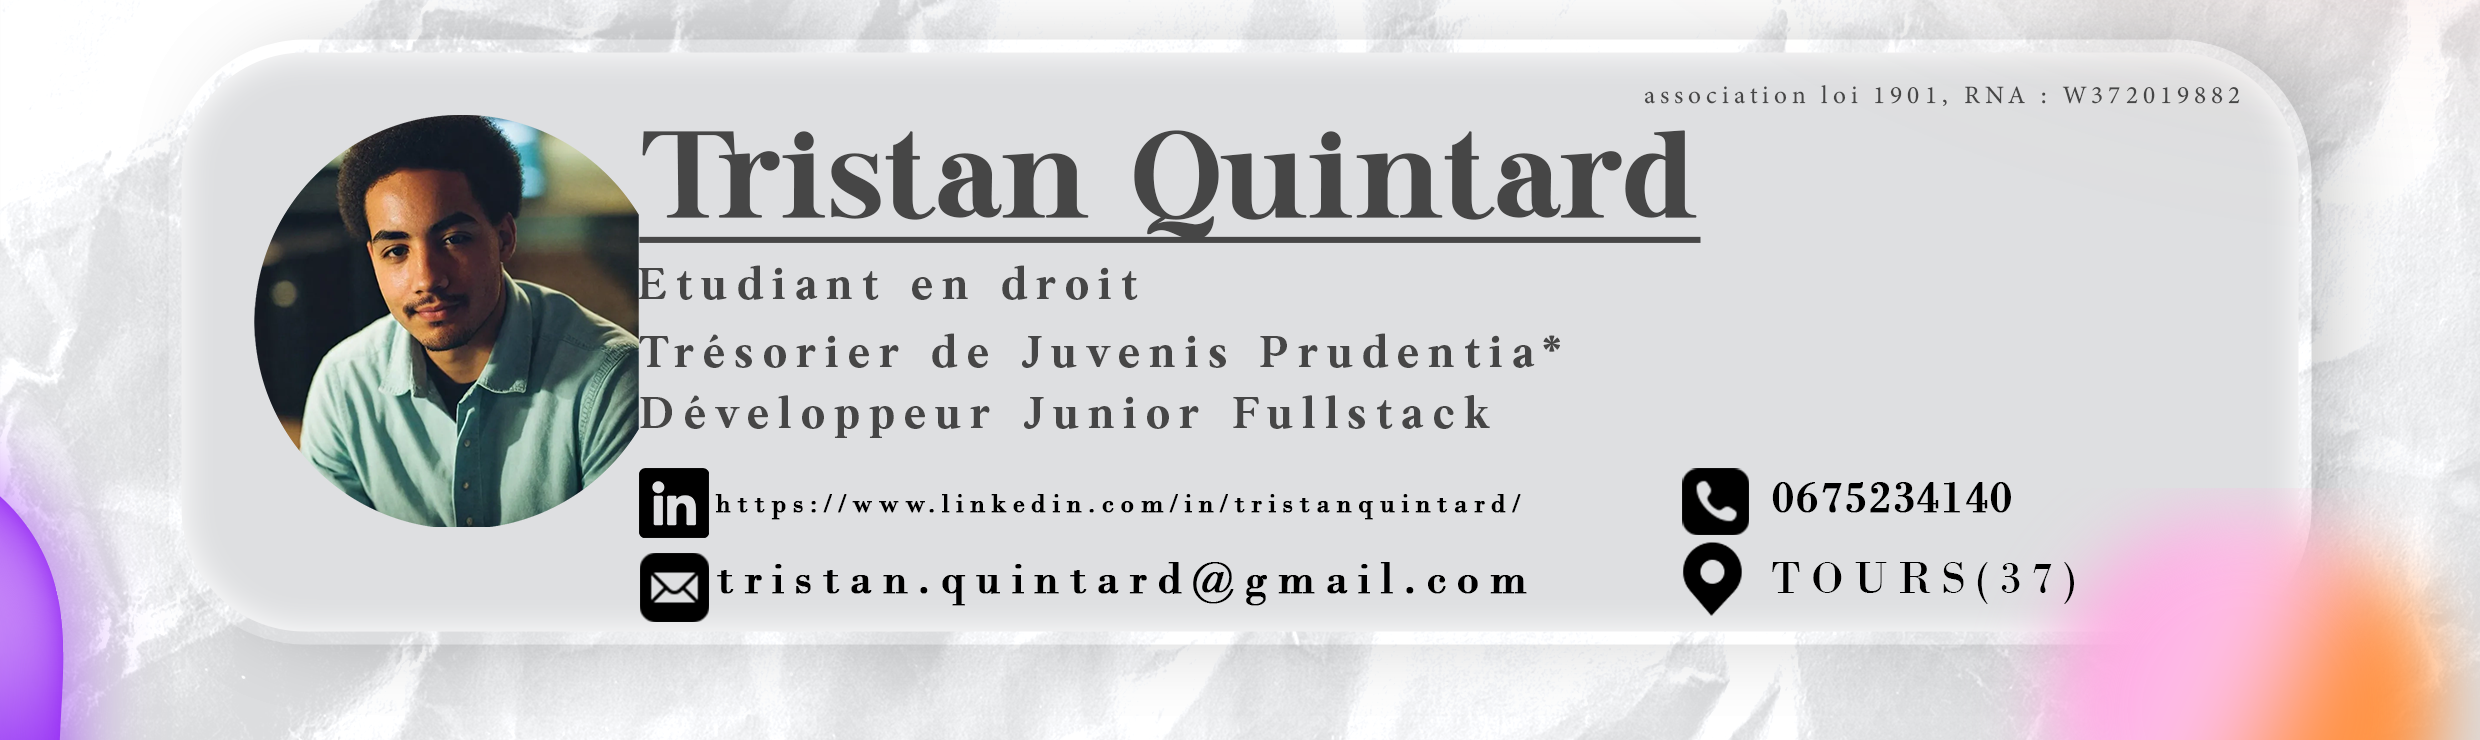 association loi 1901, RNA : W372019882
Tristan Quintard
Etudiant en droit
Trésorier de Juvenis Prudentia*
Développeur Junior Fullstack
in https://www.linkedin.com/in/tristanquintard/
0675234140
tristan.quintard@gmail.com
TOURS(37)